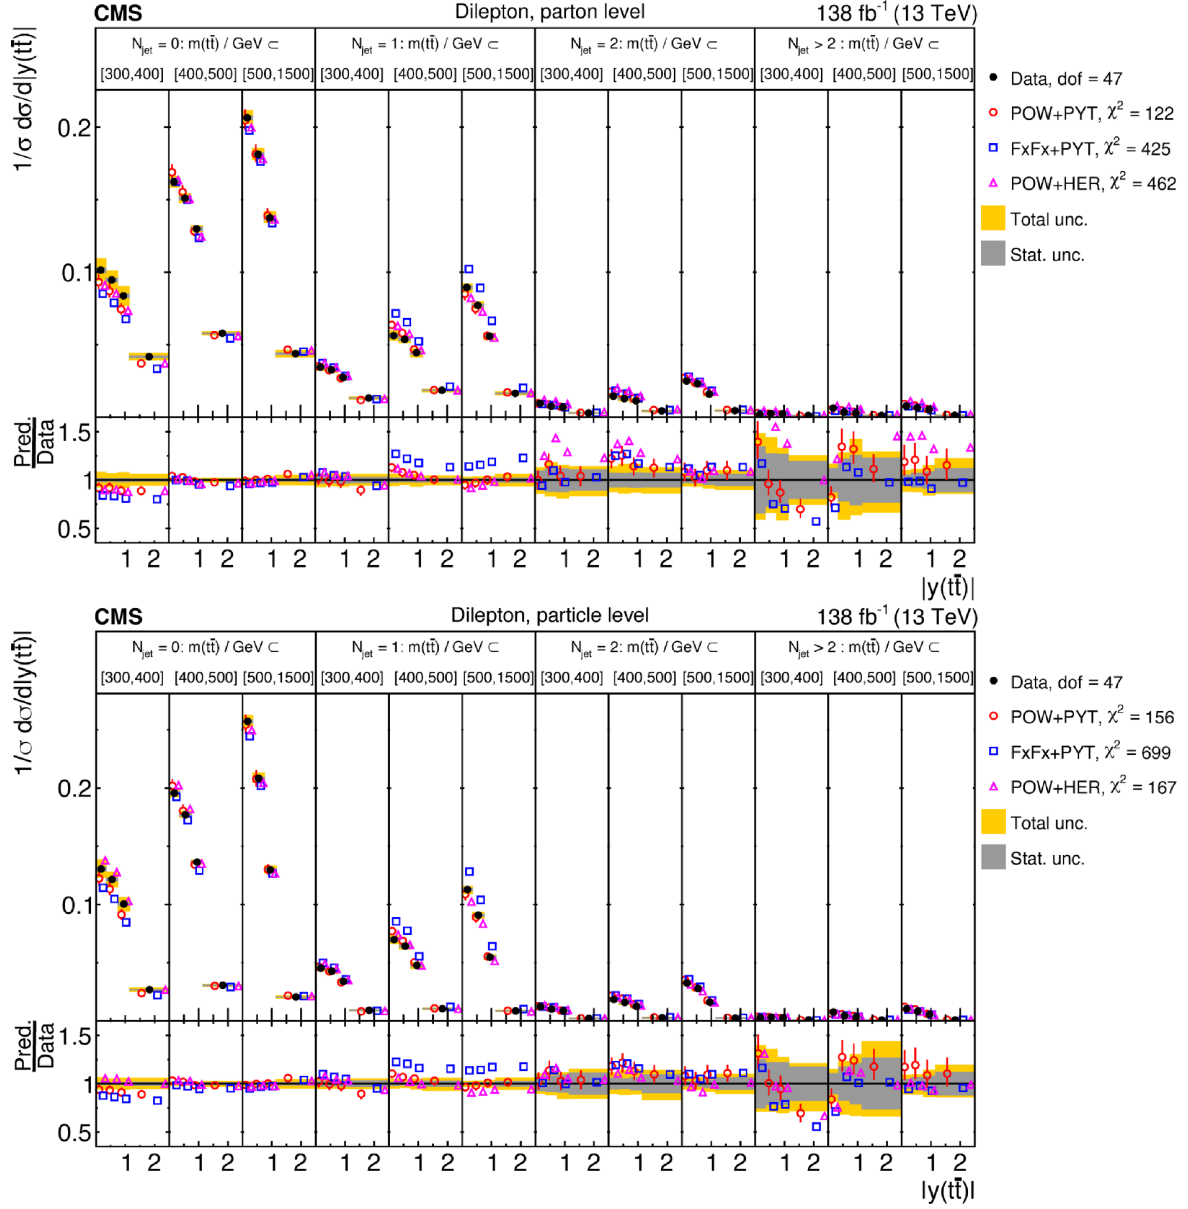 CMS Dilepton, parton level 138 fb⁻¹ (13 TeV)
N_jet = 0: m(tt̄) / GeV ⊂ N_jet = 1: m(tt̄) / GeV ⊂ N_jet = 2: m(tt̄) / GeV ⊂ N_jet > 2 : m(tt̄) / GeV ⊂
[300,400] [400,500] [500,1500] [300,400] [400,500] [500,1500] [300,400] [400,500] [500,1500] [300,400] [400,500] [500,1500]
1/σ dσ/d|y(tt̄)|
0.2
0.1
Data, dof = 47
POW+PYT, χ² = 122
FxFx+PYT, χ² = 425
POW+HER, χ² = 462
Total unc.
Stat. unc.
Pred.
Data
1.5
1
0.5
1 2 1 2 1 2 1 2 1 2 1 2 1 2 1 2 1 2 1 2 1 2 1 2
|y(tt̄)|
CMS Dilepton, particle level 138 fb⁻¹ (13 TeV)
N_jet = 0: m(tt̄) / GeV ⊂ N_jet = 1: m(tt̄) / GeV ⊂ N_jet = 2: m(tt̄) / GeV ⊂ N_jet > 2 : m(tt̄) / GeV ⊂
[300,400] [400,500] [500,1500] [300,400] [400,500] [500,1500] [300,400] [400,500] [500,1500] [300,400] [400,500] [500,1500]
1/σ dσ/d|y(tt̄)|
0.2
0.1
Data, dof = 47
POW+PYT, χ² = 156
FxFx+PYT, χ² = 699
POW+HER, χ² = 167
Total unc.
Stat. unc.
Pred.
Data
1.5
1
0.5
1 2 1 2 1 2 1 2 1 2 1 2 1 2 1 2 1 2 1 2 1 2 1 2
|y(tt̄)|